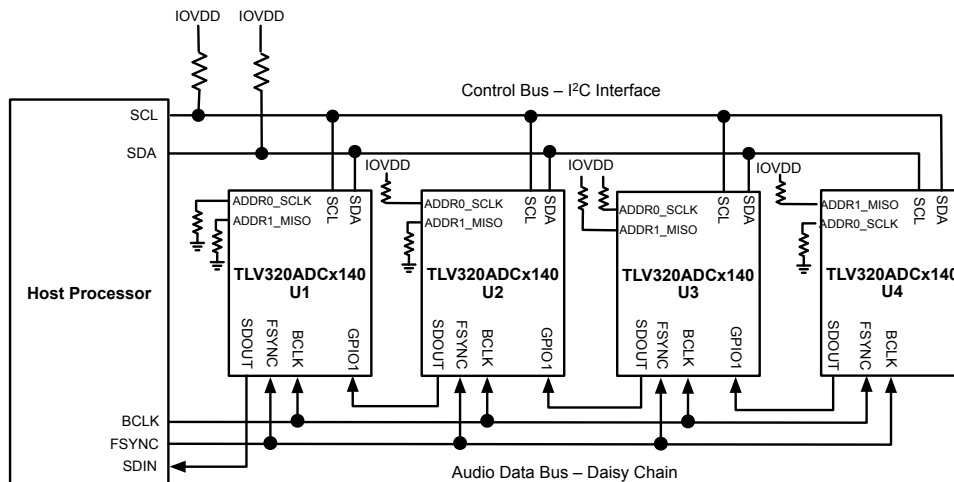 IOVDD IOVDD
Control Bus – I²C Interface
SCL
SDA
IOVDD
IOVDD IOVDD
IOVDD
ADDR0_SCLK
ADDR1_MISO
SCL
SDA
TLV320ADCx140
U1
SDOUT
FSYNC
BCLK
GPIO1
ADDR0_SCLK
ADDR1_MISO
SCL
SDA
TLV320ADCx140
U2
SDOUT
FSYNC
BCLK
GPIO1
ADDR0_SCLK
ADDR1_MISO
SCL
SDA
TLV320ADCx140
U3
SDOUT
FSYNC
BCLK
GPIO1
ADDR1_MISO
ADDR0_SCLK
SCL
SDA
TLV320ADCx140
U4
SDOUT
FSYNC
BCLK
Host Processor
BCLK
FSYNC
SDIN
Audio Data Bus – Daisy Chain